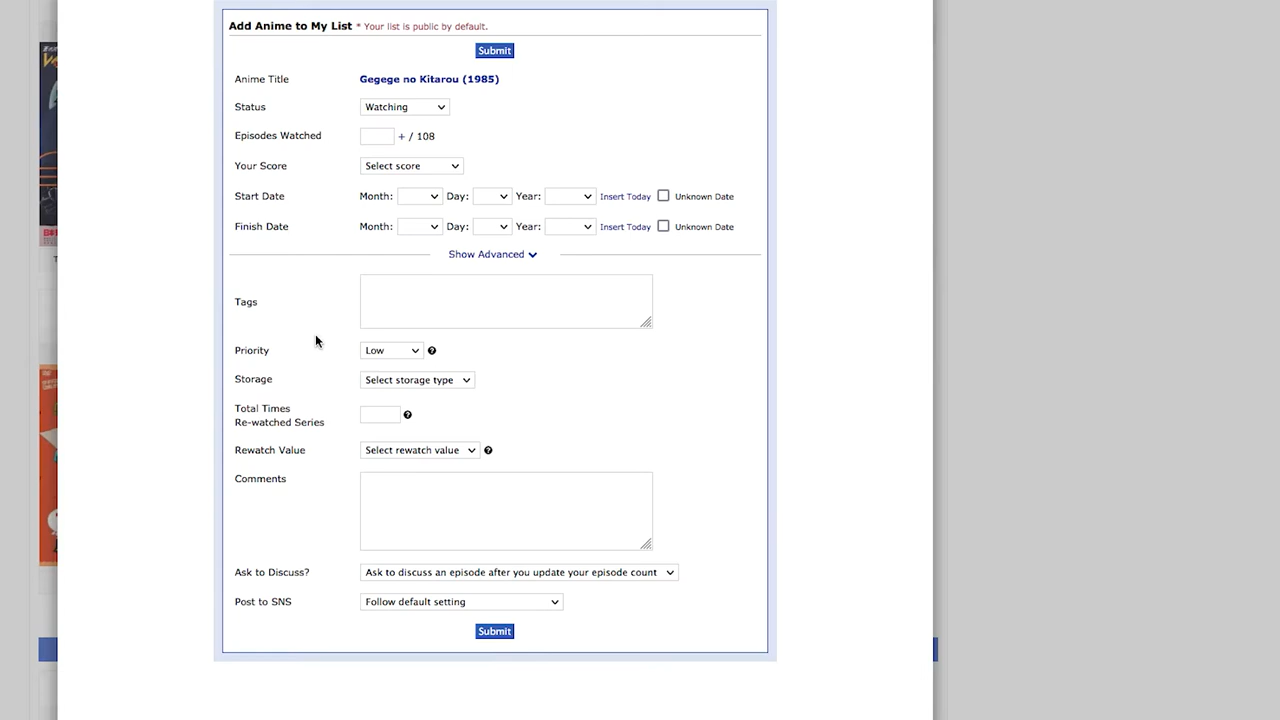 Add Anime to My List * Your list is public by default.
Submit
Anime Title Gegege no Kitarou (1985)
Status Watching
Episodes Watched + / 108
Your Score Select score
Start Date Month: Day: Year: Insert Today Unknown Date
Finish Date Month: Day: Year: Insert Today Unknown Date
Show Advanced
Tags
Priority Low ?
Storage Select storage type
Total Times
Re-watched Series ?
Rewatch Value Select rewatch value ?
Comments
Ask to Discuss? Ask to discuss an episode after you update your episode count
Post to SNS Follow default setting
Submit